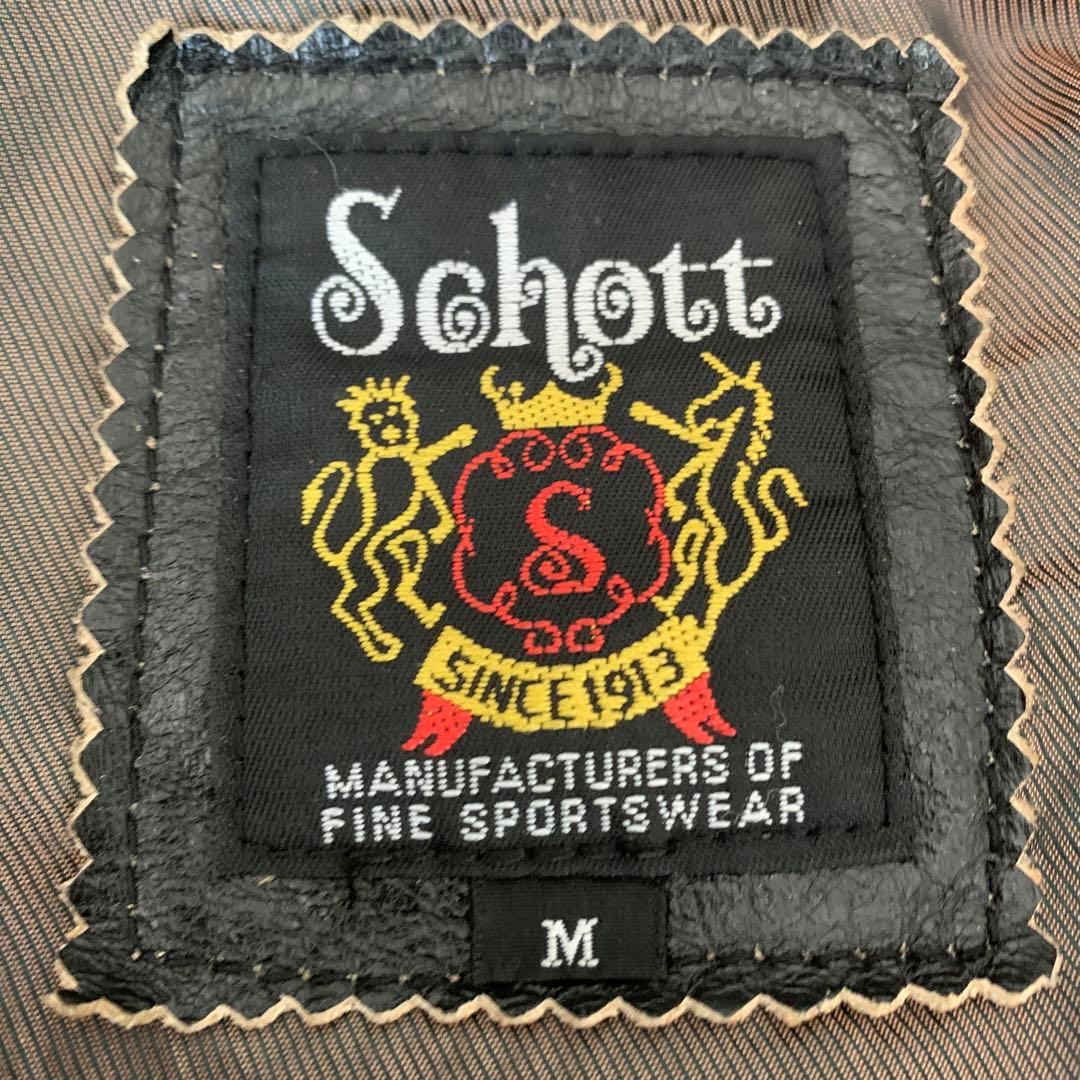 Schott
S
SINCE 1913
MANUFACTURERS OF
FINE SPORTSWEAR
M